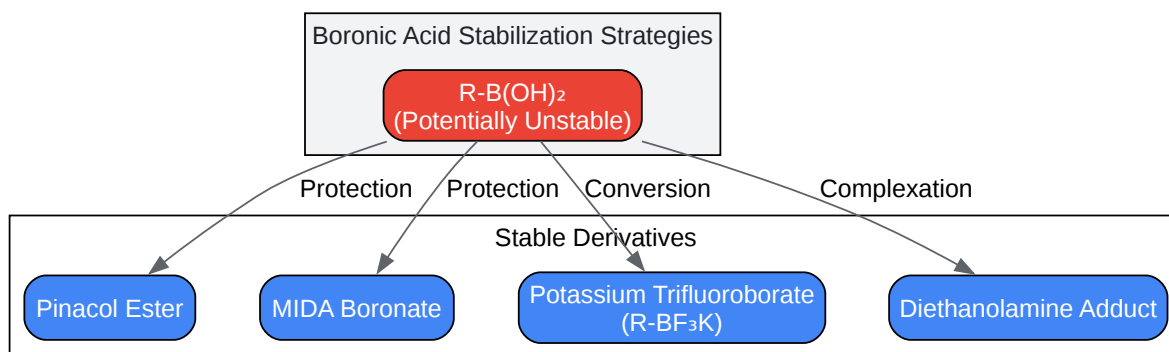 Boronic Acid Stabilization Strategies
R-B(OH)₂
(Potentially Unstable)
Protection
Protection
Conversion
Complexation
Stable Derivatives
Pinacol Ester
MIDA Boronate
Potassium Trifluoroborate
(R-BF₃K)
Diethanolamine Adduct